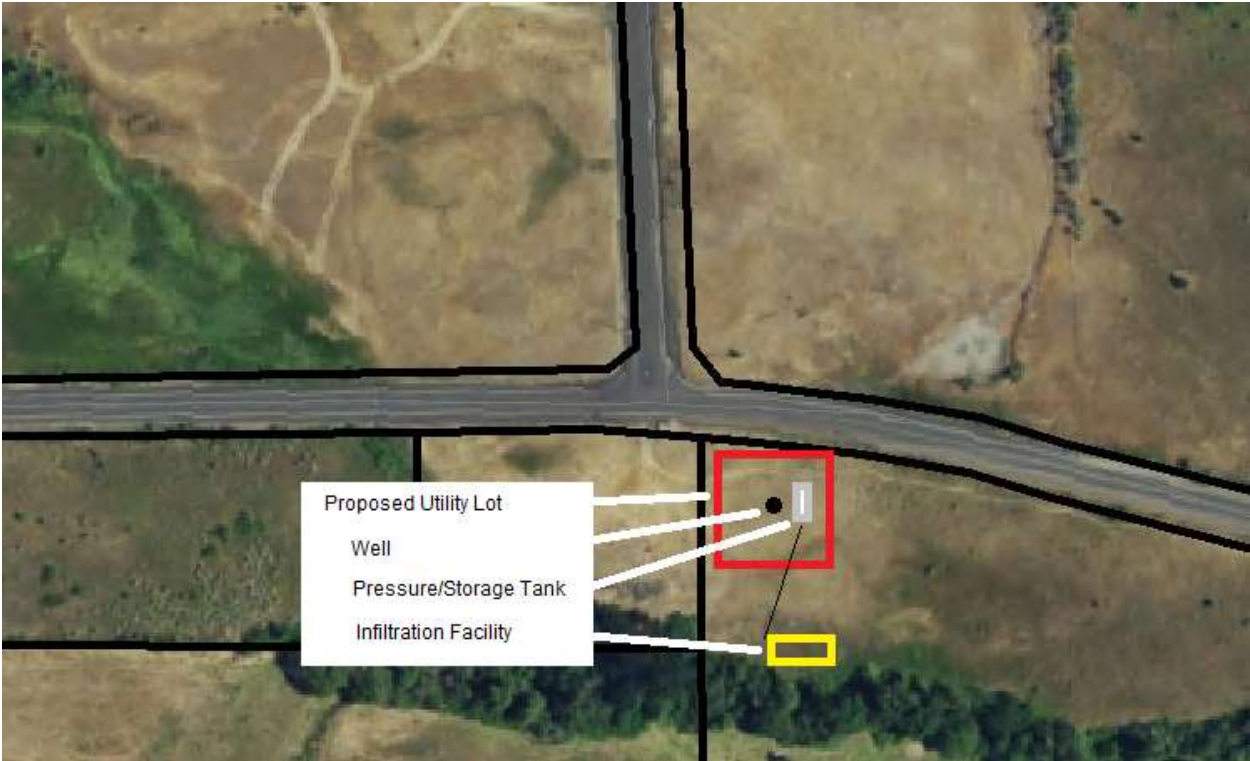 Proposed Utility Lot
Well
Pressure/Storage Tank
Infiltration Facility